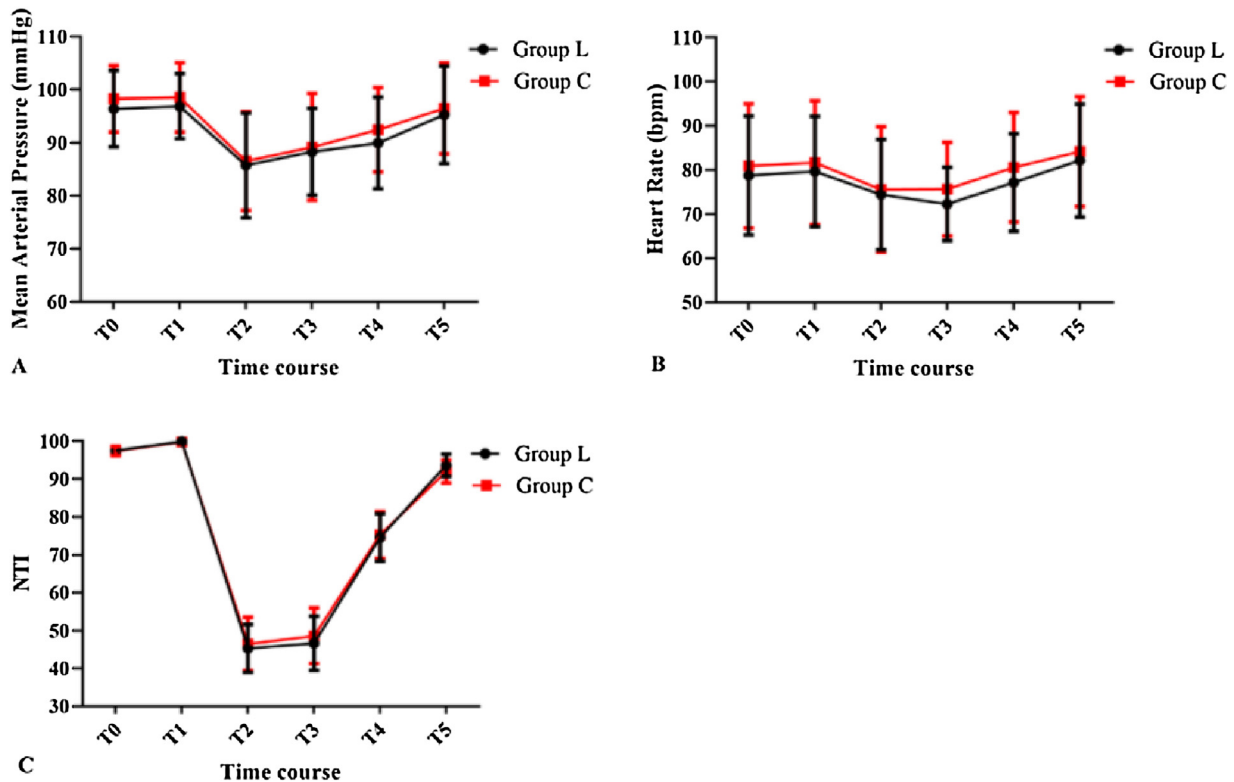 Mean Arterial Pressure (mmHg)
110
100
90
80
70
60
T0 T1 T2 T3 T4 T5
Time course
Group L
Group C
A
Heart Rate (bpm)
110
100
90
80
70
60
50
T0 T1 T2 T3 T4 T5
Time course
Group L
Group C
B
NTI
100
90
80
70
60
50
40
30
T0 T1 T2 T3 T4 T5
Time course
Group L
Group C
C